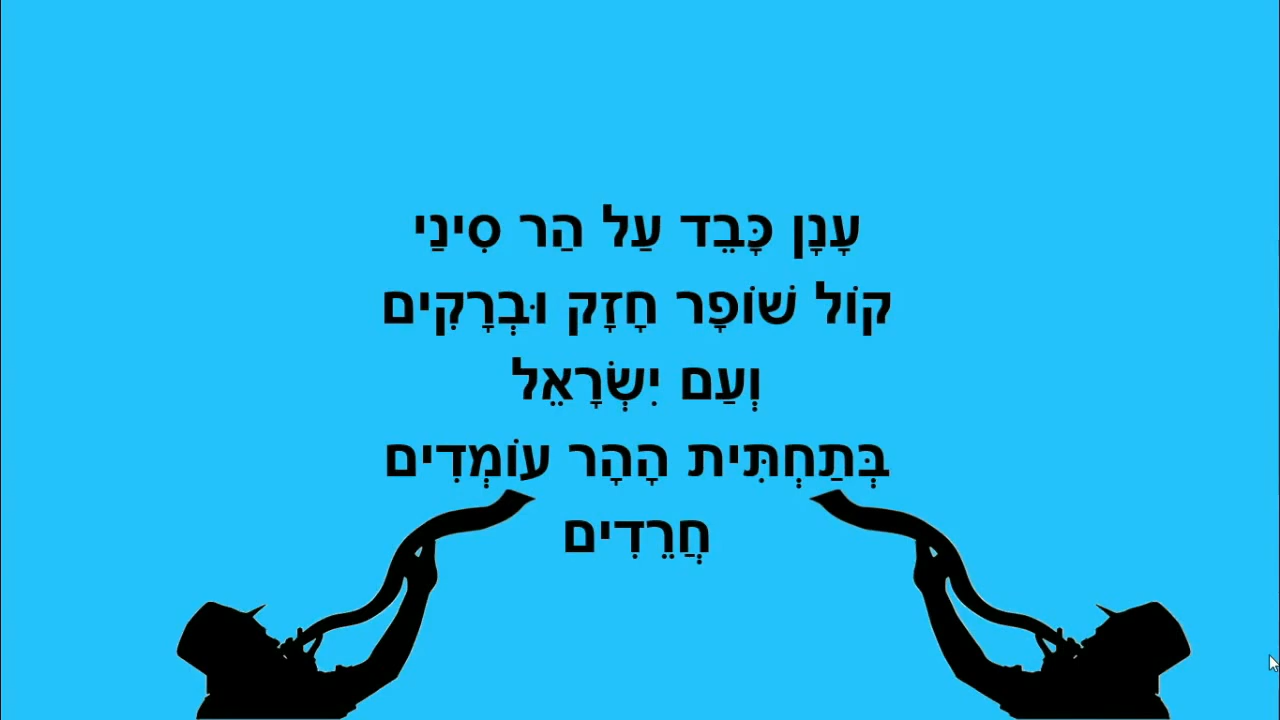 עָנָן כָּבֵד עַל הַר סִינַי
קוֹל שׁוֹפָר חָזָק וּבְרָקִים
וְעַם יִשְׂרָאֵל
בְּתַחְתִּית הָהָר עוֹמְדִים
חֲרֵדִים